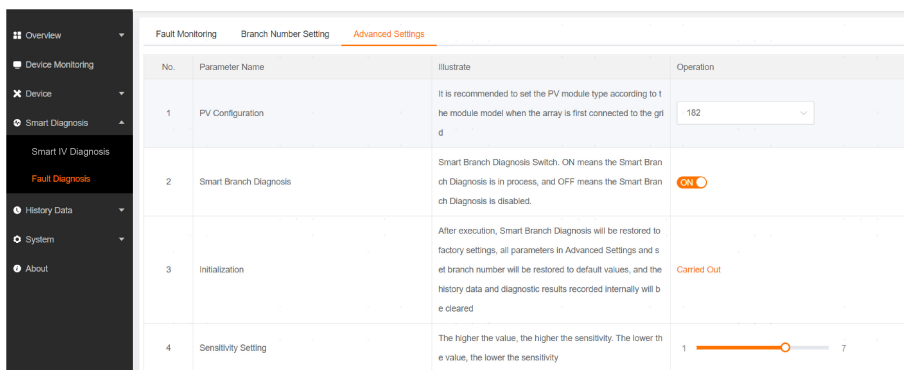 Overview
Device Monitoring
Device
Smart Diagnosis
Smart IV Diagnosis
Fault Diagnosis
History Data
System
About
Fault Monitoring Branch Number Setting Advanced Settings
No. Parameter Name Illustrate Operation
1 PV Configuration
It is recommended to set the PV module type according to t
he module model when the array is first connected to the gri
d
182
2 Smart Branch Diagnosis
Smart Branch Diagnosis Switch. ON means the Smart Bran
ch Diagnosis is in process, and OFF means the Smart Bran
ch Diagnosis is disabled.
ON
3 Initialization
After execution, Smart Branch Diagnosis will be restored to
factory settings, all parameters in Advanced Settings and s
et branch number will be restored to default values, and the
history data and diagnostic results recorded internally will b
e cleared
Carried Out
4 Sensitivity Setting
The higher the value, the higher the sensitivity. The lower th
e value, the lower the sensitivity
1 7